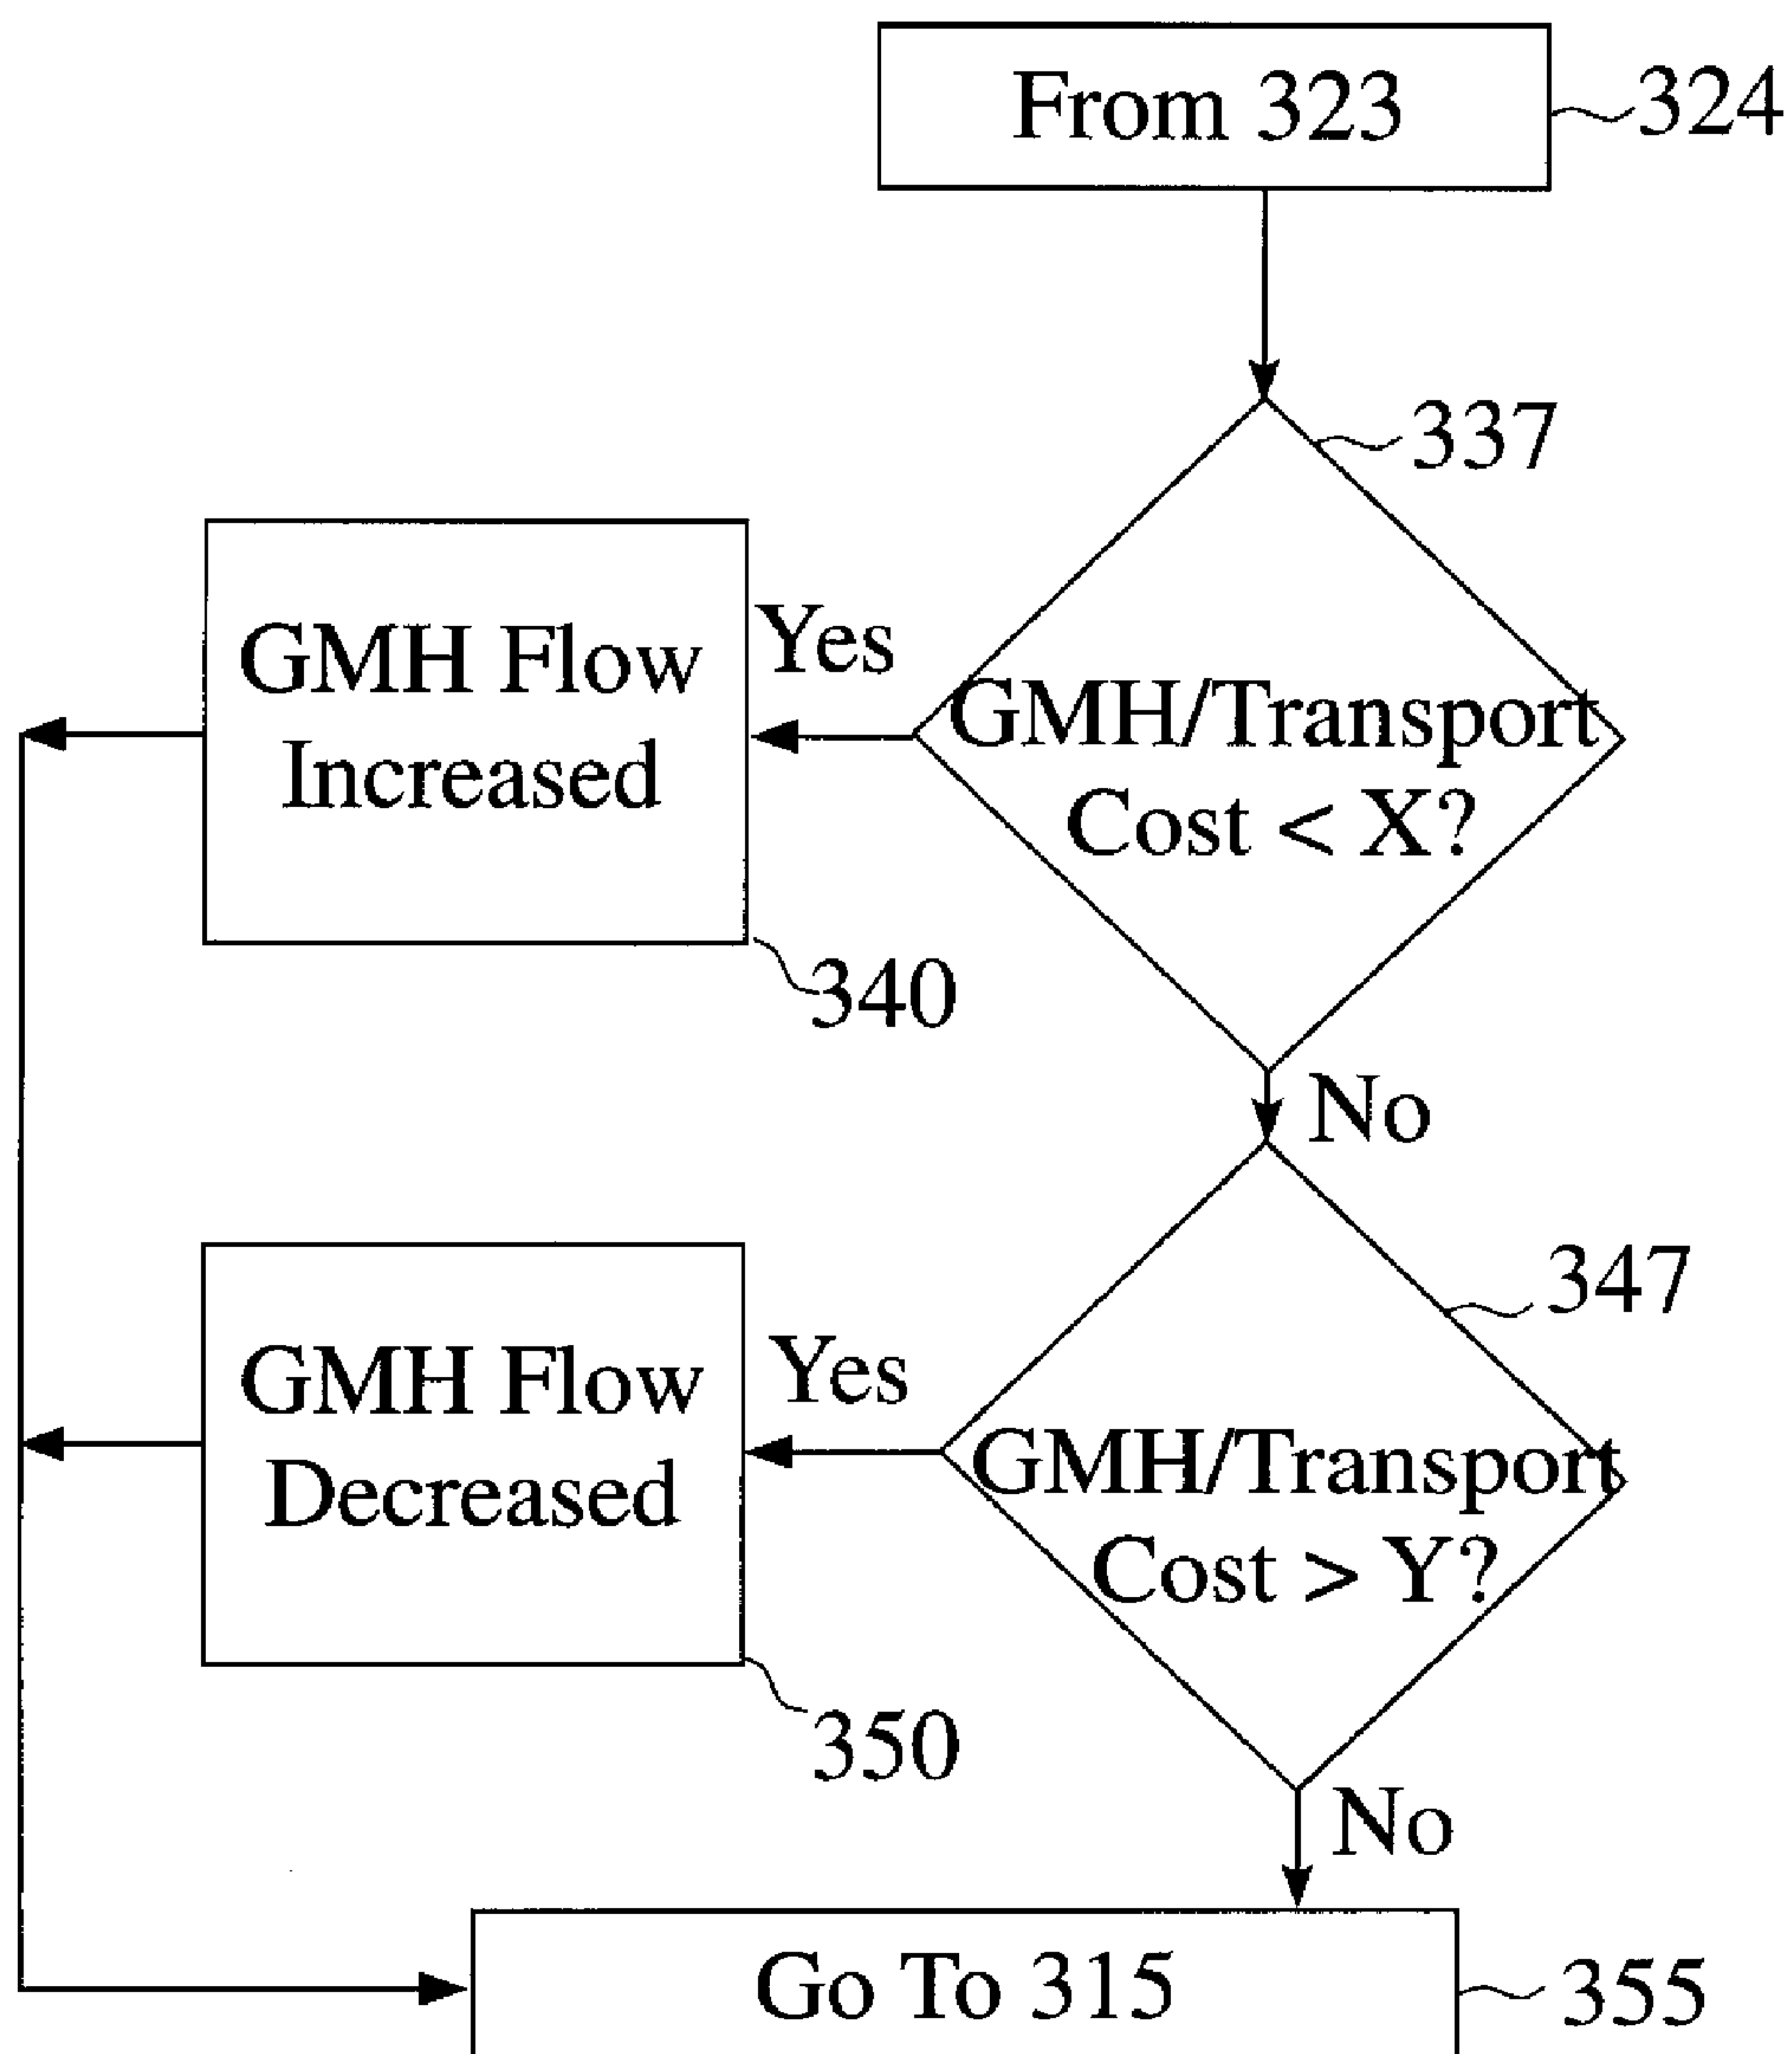 From 323
324
337
GMH Flow
Increased
Yes
GMH/Transport
Cost < X?
340
No
347
GMH Flow
Decreased
Yes
GMH/Transport
Cost > Y?
350
No
Go To 315
355